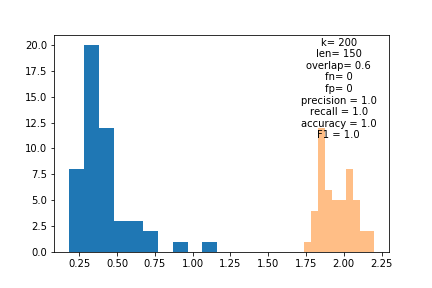 k= 200
len= 150
overlap= 0.6
fn= 0
fp= 0
precision = 1.0
recall = 1.0
accuracy = 1.0
F1 = 1.0
20.0
17.5
15.0
12.5
10.0
7.5
5.0
2.5
0.0
0.25 0.50 0.75 1.00 1.25 1.50 1.75 2.00 2.25